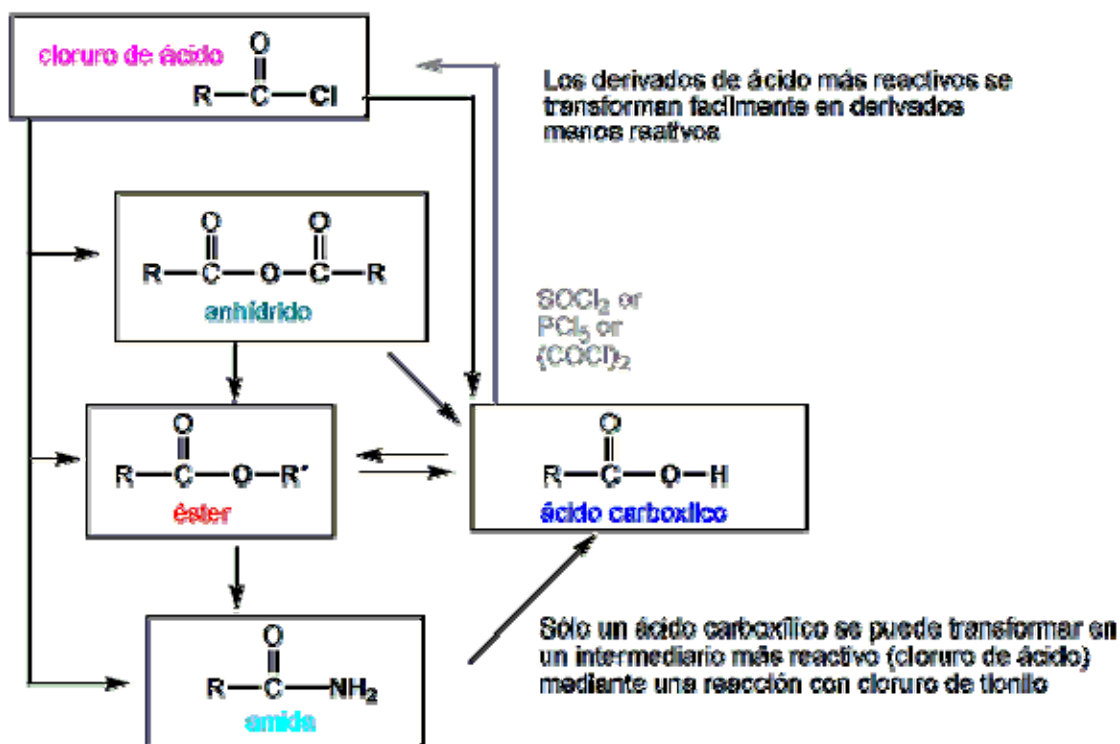 cloruro de ácido
O
R—C—Cl
Los derivados de ácido más reactivos se
transforman facilmente en derivados
menos reativos
O O
R—C—O—C—R
anhídrido
SOCl₂ or
PCl₅ or
(COCl)₂
O
R—C—O—R'
éster
O
R—C—O—H
ácido carboxílico
O
R—C—NH₂
amida
Sólo un ácido carboxílico se puede transformar en
un intermediario más reactivo (cloruro de ácido)
mediante una reacción con cloruro de tionilo